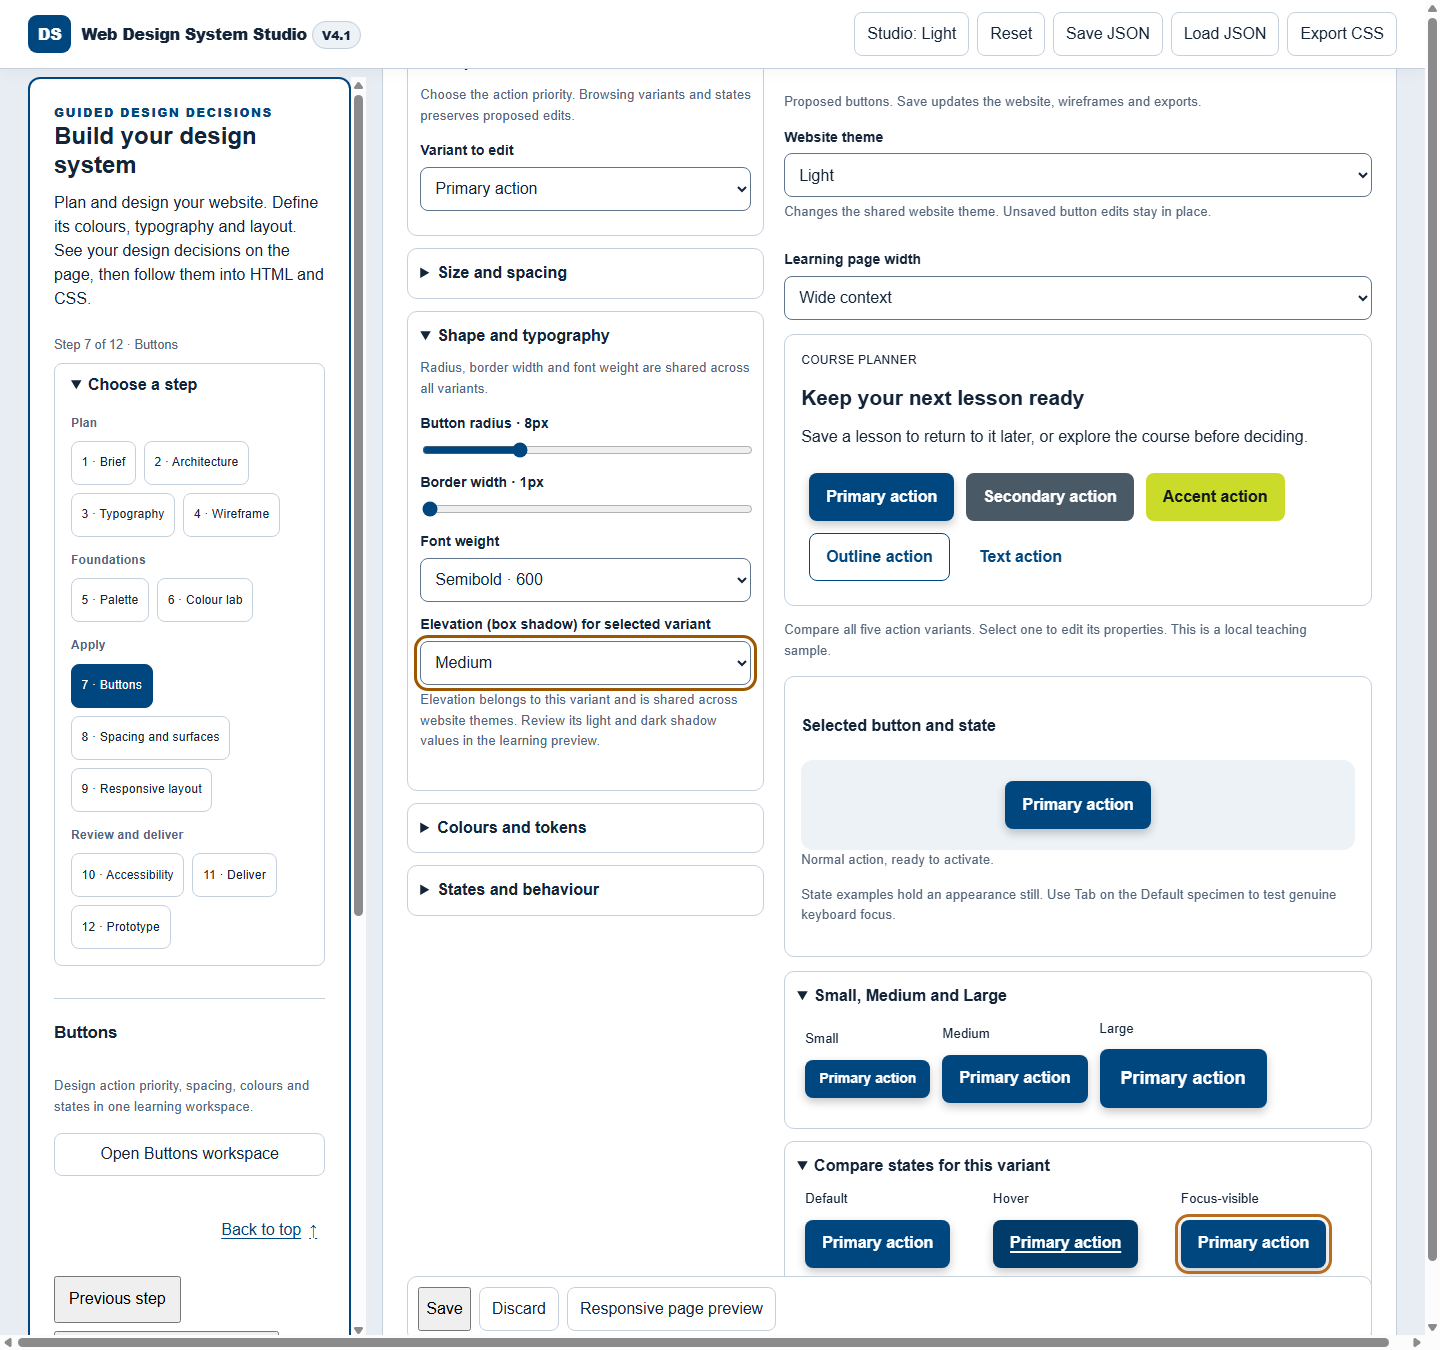 DS
Web Design System Studio
V4.1
Studio: Light
Reset
Save JSON
Load JSON
Export CSS
GUIDED DESIGN DECISIONS
Build your design
system
Plan and design your website. Define
its colours, typography and layout.
See your design decisions on the
page, then follow them into HTML and
CSS.
Step 7 of 12 · Buttons
▼ Choose a step
Plan
1 · Brief
2 · Architecture
3 · Typography
4 · Wireframe
Foundations
5 · Palette
6 · Colour lab
Apply
7 · Buttons
8 · Spacing and surfaces
9 · Responsive layout
Review and deliver
10 · Accessibility
11 · Deliver
12 · Prototype
Buttons
Design action priority, spacing, colours and
states in one learning workspace.
Open Buttons workspace
Back to top ↑
Previous step
Choose the action priority. Browsing variants and states
preserves proposed edits.
Variant to edit
Primary action
▶ Size and spacing
▼ Shape and typography
Radius, border width and font weight are shared across
all variants.
Button radius · 8px
Border width · 1px
Font weight
Semibold · 600
Elevation (box shadow) for selected variant
Medium
Elevation belongs to this variant and is shared across
website themes. Review its light and dark shadow
values in the learning preview.
▶ Colours and tokens
▶ States and behaviour
Proposed buttons. Save updates the website, wireframes and exports.
Website theme
Light
Changes the shared website theme. Unsaved button edits stay in place.
Learning page width
Wide context
COURSE PLANNER
Keep your next lesson ready
Save a lesson to return to it later, or explore the course before deciding.
Primary action
Secondary action
Accent action
Outline action
Text action
Compare all five action variants. Select one to edit its properties. This is a local teaching
sample.
Selected button and state
Primary action
Normal action, ready to activate.
State examples hold an appearance still. Use Tab on the Default specimen to test genuine
keyboard focus.
▼ Small, Medium and Large
Small
Medium
Large
Primary action
Primary action
Primary action
▼ Compare states for this variant
Default
Hover
Focus-visible
Primary action
Primary action
Primary action
Save
Discard
Responsive page preview